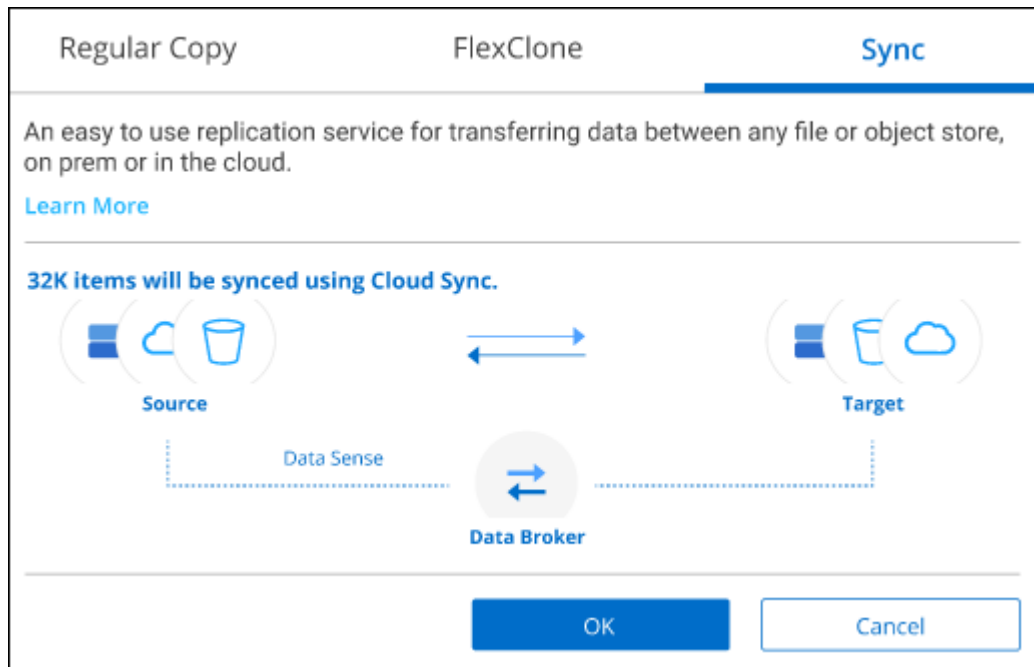 Regular Copy
FlexClone
Sync
An easy to use replication service for transferring data between any file or object store,
on prem or in the cloud.
Learn More
32K items will be synced using Cloud Sync.
Source
Target
Data Sense
Data Broker
OK
Cancel